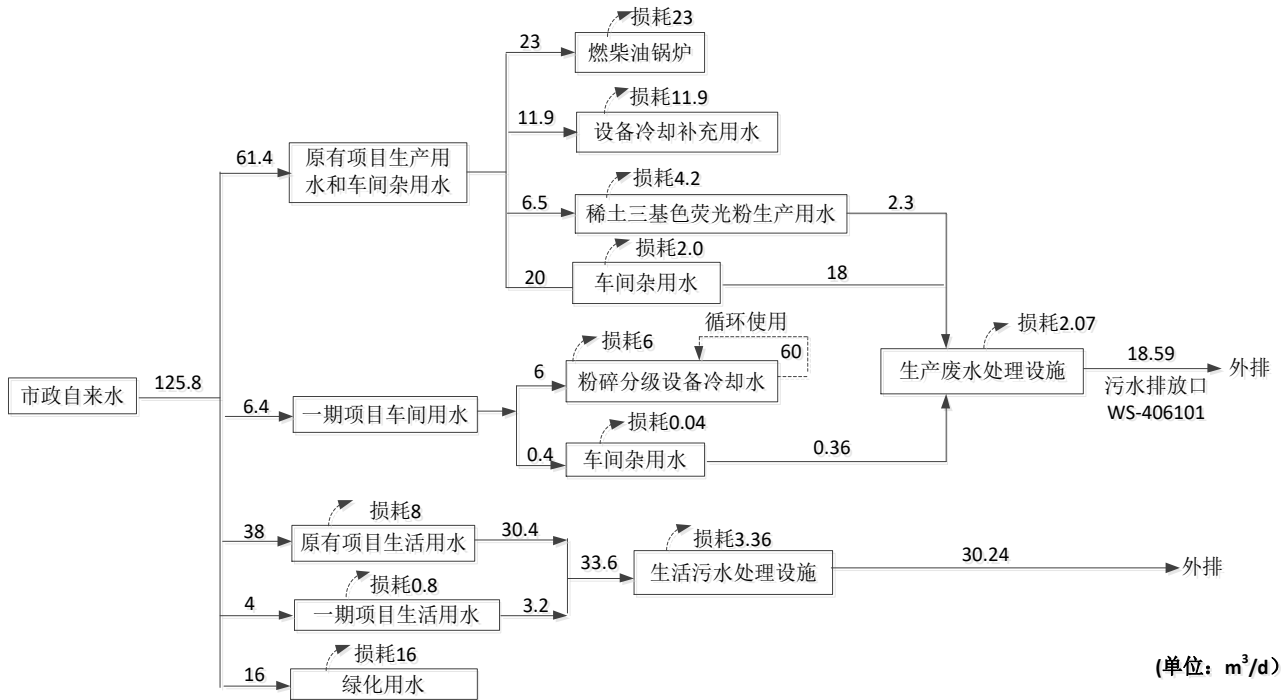 损耗23
23
燃柴油锅炉
损耗11.9
11.9
设备冷却补充用水
61.4
原有项目生产用
水和车间杂用水
损耗4.2
6.5
稀土三基色荧光粉生产用水
2.3
损耗2.0
20
车间杂用水
18
循环使用
损耗6
60
6
粉碎分级设备冷却水
损耗2.07
生产废水处理设施
18.59
外排
污水排放口
WS-406101
市政自来水
125.8
6.4
一期项目车间用水
损耗0.04
0.4
车间杂用水
0.36
损耗8
38
原有项目生活用水
30.4
损耗3.36
33.6
生活污水处理设施
30.24
外排
损耗0.8
4
一期项目生活用水
3.2
损耗16
16
绿化用水
(单位：m³/d）